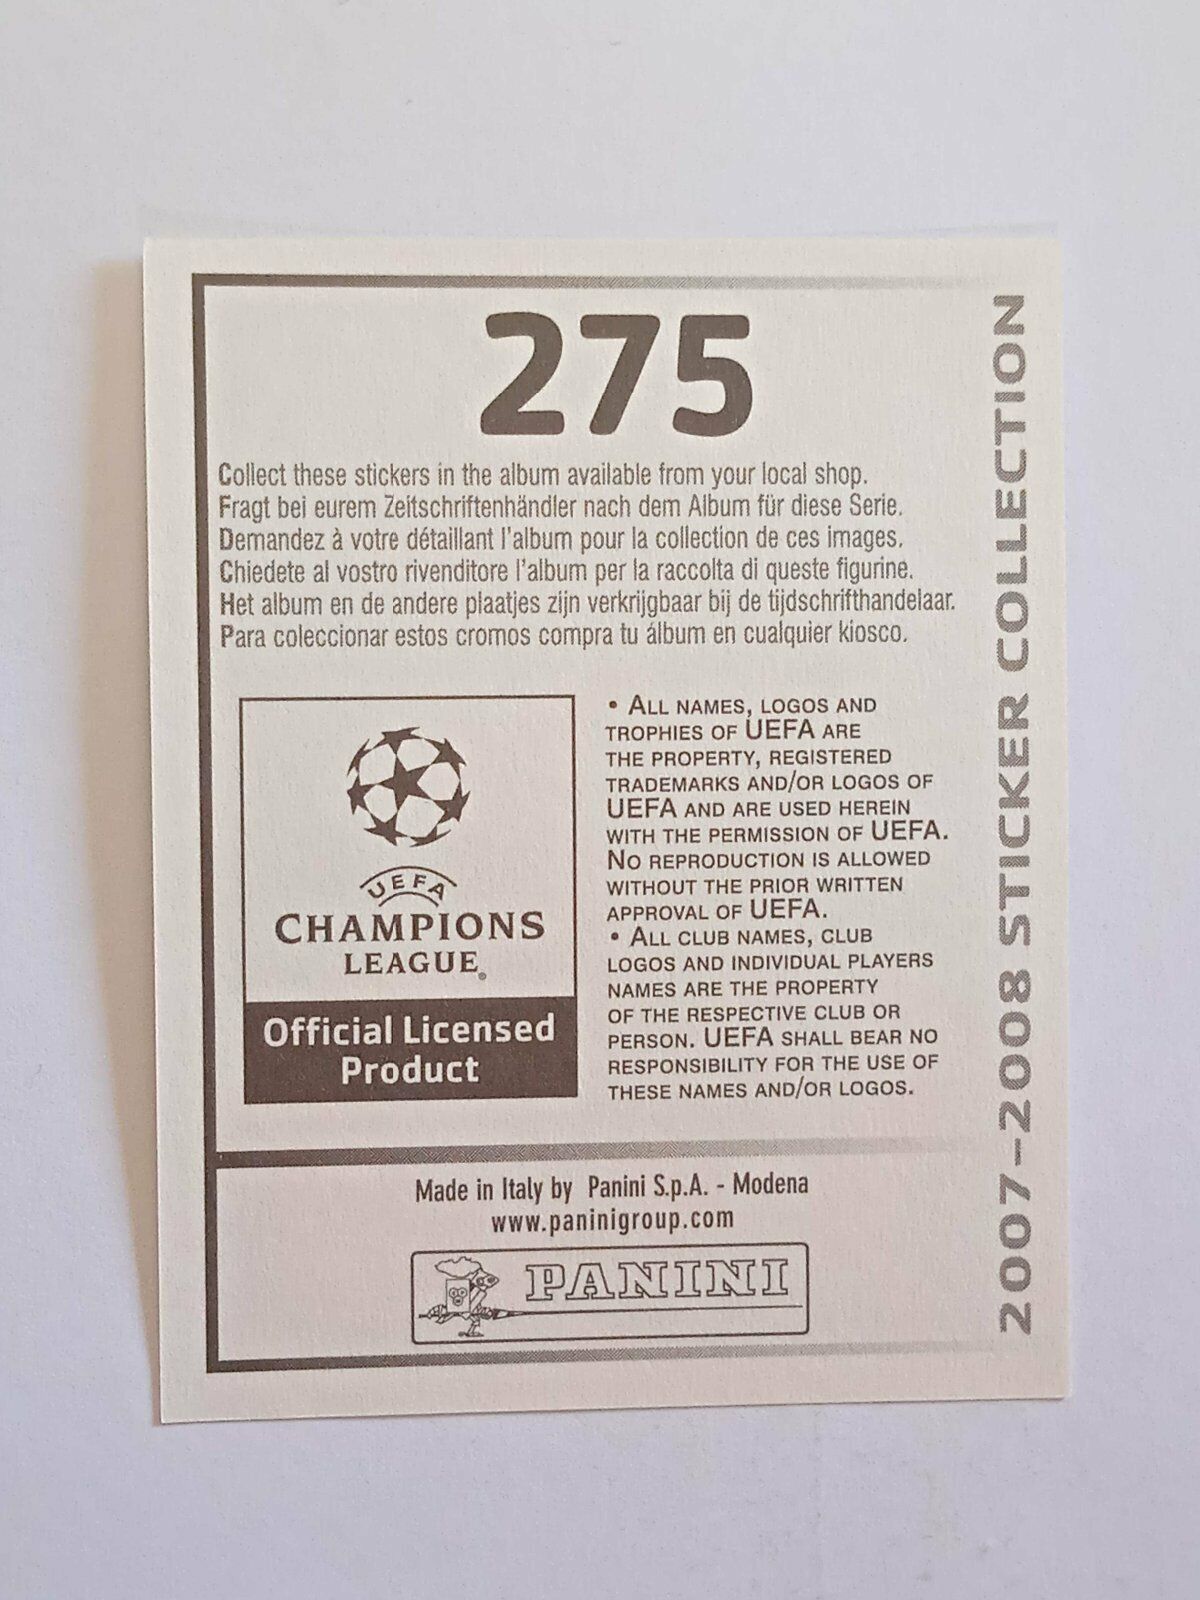 275
Collect these stickers in the album available from your local shop.
Fragt bei eurem Zeitschriftenhändler nach dem Album für diese Serie.
Demandez à votre détaillant l'album pour la collection de ces images.
Chiedete al vostro rivenditore l'album per la raccolta di queste figurine.
Het album en de andere plaatjes zijn verkrijgbaar bij de tijdschrifthandelaar.
Para coleccionar estos cromos compra tu álbum en cualquier kiosco.
UEFA
CHAMPIONS
LEAGUE®
Official Licensed
Product
• ALL NAMES, LOGOS AND
TROPHIES OF UEFA ARE
THE PROPERTY, REGISTERED
TRADEMARKS AND/OR LOGOS OF
UEFA AND ARE USED HEREIN
WITH THE PERMISSION OF UEFA.
NO REPRODUCTION IS ALLOWED
WITHOUT THE PRIOR WRITTEN
APPROVAL OF UEFA.
• ALL CLUB NAMES, CLUB
LOGOS AND INDIVIDUAL PLAYERS
NAMES ARE THE PROPERTY
OF THE RESPECTIVE CLUB OR
PERSON. UEFA SHALL BEAR NO
RESPONSIBILITY FOR THE USE OF
THESE NAMES AND/OR LOGOS.
Made in Italy by Panini S.p.A. - Modena
www.paninigroup.com
PANINI
2007-2008 STICKER COLLECTION